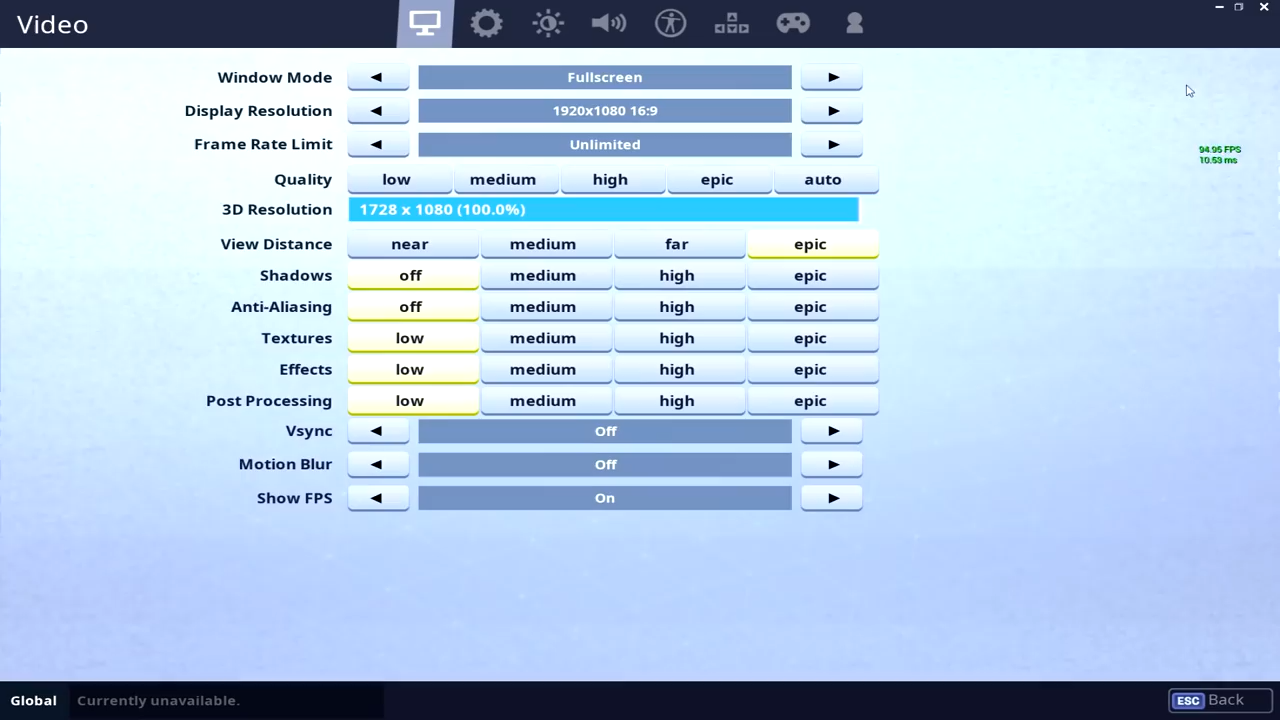 Video
94.95 FPS
10.53 ms
Window Mode ◄ Fullscreen ►
Display Resolution ◄ 1920x1080 16:9 ►
Frame Rate Limit ◄ Unlimited ►
Quality low medium high epic auto
3D Resolution 1728 x 1080 (100.0%)
View Distance near medium far epic
Shadows off medium high epic
Anti-Aliasing off medium high epic
Textures low medium high epic
Effects low medium high epic
Post Processing low medium high epic
Vsync ◄ Off ►
Motion Blur ◄ Off ►
Show FPS ◄ On ►
Global Currently unavailable. ESC Back